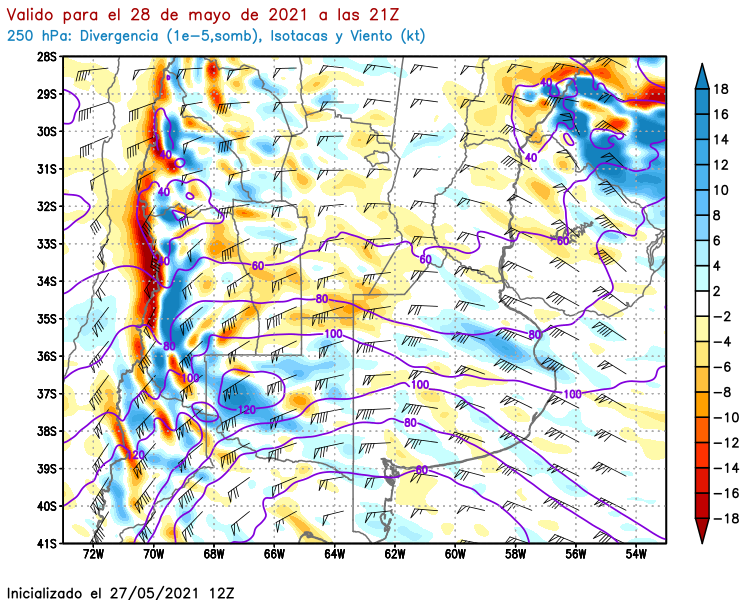 Valido para el 28 de mayo de 2021 a las 21Z
250 hPa: Divergencia (1e−5,somb), Isotacas y Viento (kt)
28S
29S
30S
31S
32S
33S
34S
35S
36S
37S
38S
39S
40S
41S
72W
70W
68W
66W
64W
62W
60W
58W
56W
54W
40
40
40
40
40
60
60
60
80
80
80
100
100
100
100
120
120
80
60
18
16
14
12
10
8
6
4
2
−2
−4
−6
−8
−10
−12
−14
−16
−18
Inicializado el 27/05/2021 12Z